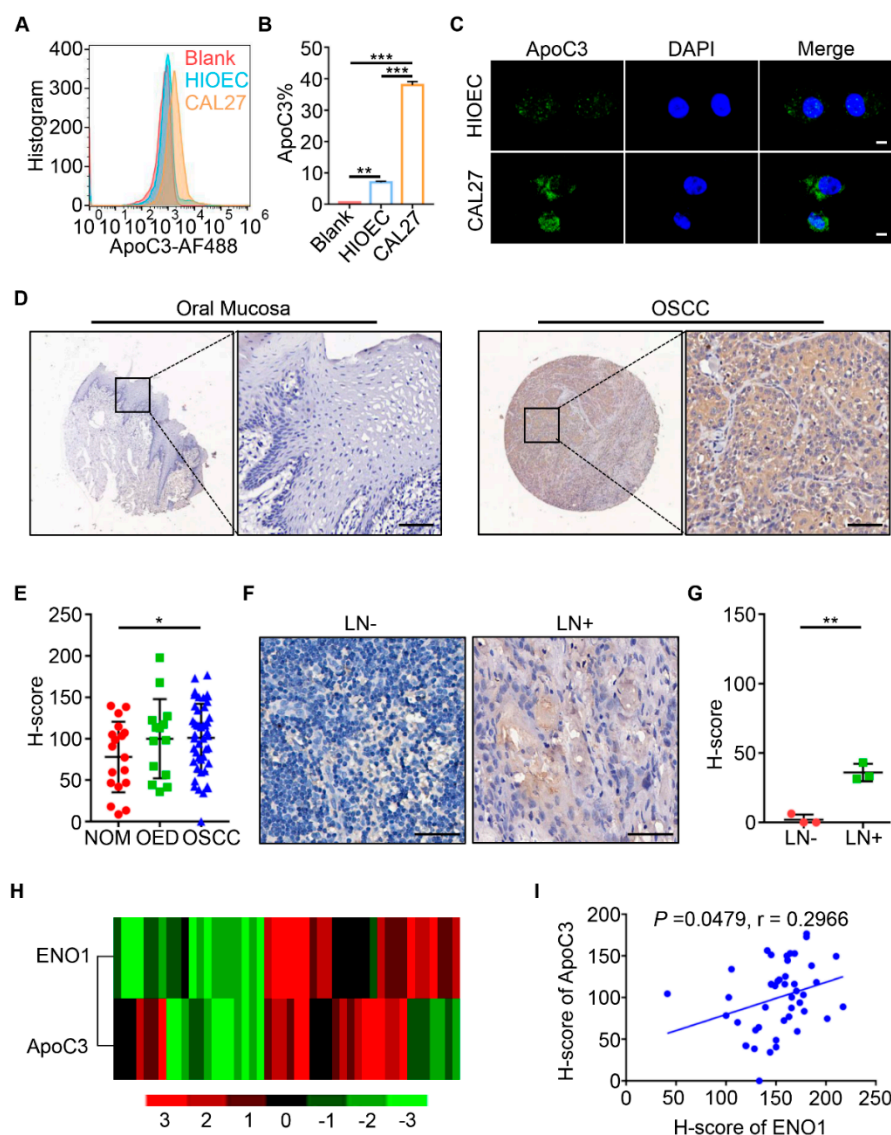 A
Histogram
400
300
200
100
0
Blank
HIOEC
CAL27
10 0 10 1 10 2 10 3 10 4 10 5 10 6
ApoC3-AF488
B
ApoC3%
50
40
30
20
10
0
***
***
**
Blank
HIOEC
CAL27
C
ApoC3 DAPI Merge
HIOEC
CAL27
D
Oral Mucosa
OSCC
E
H-score
250
200
150
100
50
0
*
NOM OED OSCC
F
LN- LN+
G
H-score
150
100
50
0
**
LN- LN+
H
ENO1
ApoC3
3 2 1 0 -1 -2 -3
I
P =0.0479, r = 0.2966
H-score of ApoC3
200
150
100
50
0
0 50 100 150 200 250
H-score of ENO1